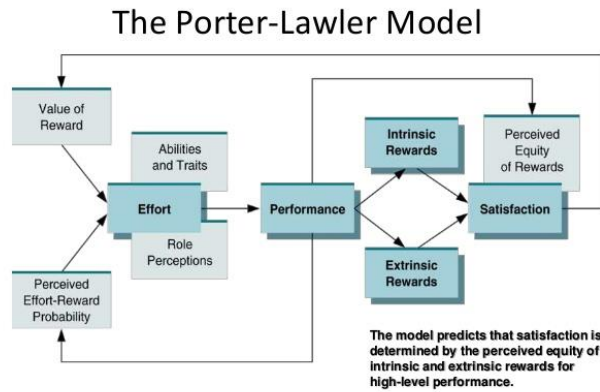 The Porter-Lawler Model
Value of
Reward
Abilities
and Traits
Intrinsic
Rewards
Perceived
Equity
of Rewards
Effort
Performance
Satisfaction
Role
Perceptions
Extrinsic
Rewards
Perceived
Effort-Reward
Probability
The model predicts that satisfaction is
determined by the perceived equity of
intrinsic and extrinsic rewards for
high-level performance.